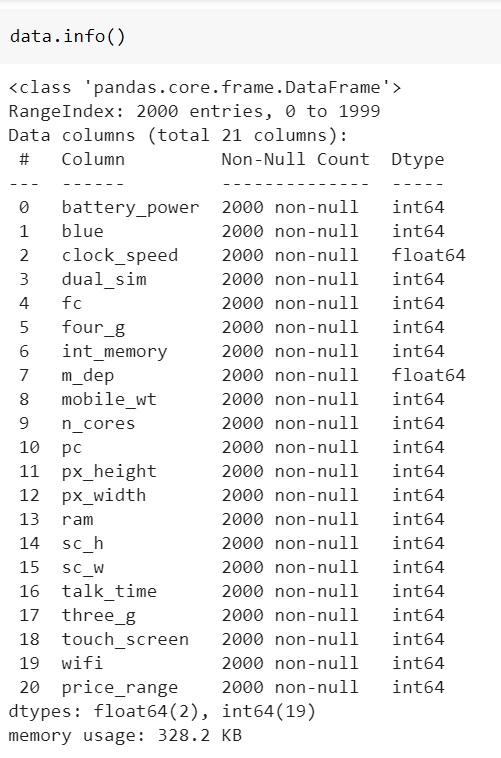 data.info()
<class 'pandas.core.frame.DataFrame'>
RangeIndex: 2000 entries, 0 to 1999
Data columns (total 21 columns):
 #   Column         Non-Null Count  Dtype
---  ------         --------------  -----
 0   battery_power  2000 non-null   int64
 1   blue           2000 non-null   int64
 2   clock_speed    2000 non-null   float64
 3   dual_sim       2000 non-null   int64
 4   fc             2000 non-null   int64
 5   four_g         2000 non-null   int64
 6   int_memory     2000 non-null   int64
 7   m_dep          2000 non-null   float64
 8   mobile_wt      2000 non-null   int64
 9   n_cores        2000 non-null   int64
 10  pc             2000 non-null   int64
 11  px_height      2000 non-null   int64
 12  px_width       2000 non-null   int64
 13  ram            2000 non-null   int64
 14  sc_h           2000 non-null   int64
 15  sc_w           2000 non-null   int64
 16  talk_time      2000 non-null   int64
 17  three_g        2000 non-null   int64
 18  touch_screen   2000 non-null   int64
 19  wifi           2000 non-null   int64
 20  price_range    2000 non-null   int64
dtypes: float64(2), int64(19)
memory usage: 328.2 KB